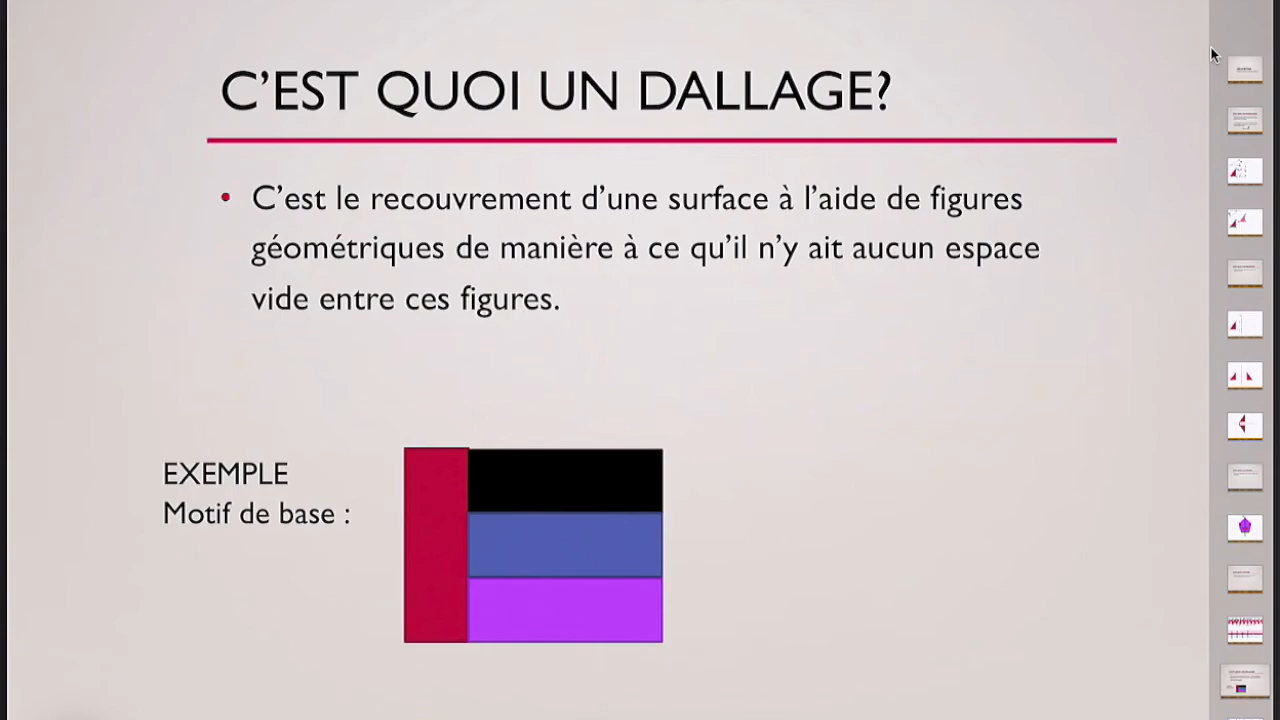 C’EST QUOI UN DALLAGE?
• C’est le recouvrement d’une surface à l’aide de figures
géométriques de manière à ce qu’il n’y ait aucun espace
vide entre ces figures.
EXEMPLE
Motif de base :